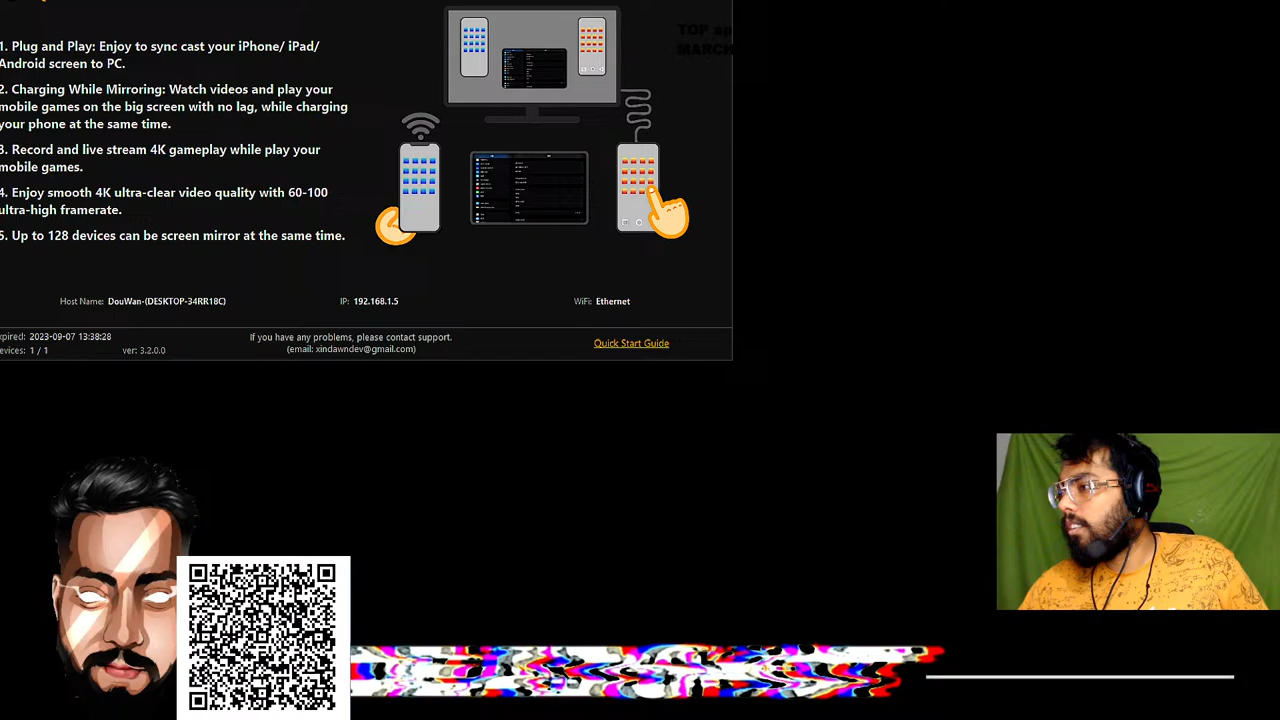 1. Plug and Play: Enjoy to sync cast your iPhone/ iPad/
Android screen to PC.
2. Charging While Mirroring: Watch videos and play your
mobile games on the big screen with no lag, while charging
your phone at the same time.
3. Record and live stream 4K gameplay while play your
mobile games.
4. Enjoy smooth 4K ultra-clear video quality with 60-100
ultra-high framerate.
5. Up to 128 devices can be screen mirror at the same time.
TOP
MARCH
Host Name: DouWan-(DESKTOP-34RR18C)
IP: 192.168.1.5
WiFi: Ethernet
xpired: 2023-09-07 13:38:28
evices: 1 / 1
ver: 3.2.0.0
If you have any problems, please contact support.
(email: xindawndev@gmail.com)
Quick Start Guide